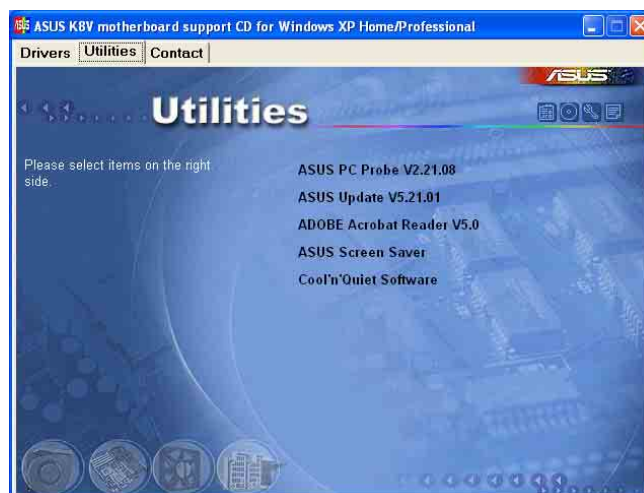 ASUS K8V motherboard support CD for Windows XP Home/Professional
Drivers Utilities Contact
ASUS
Utilities
Please select items on the right
side.
ASUS PC Probe V2.21.08
ASUS Update V5.21.01
ADOBE Acrobat Reader V5.0
ASUS Screen Saver
Cool'n'Quiet Software